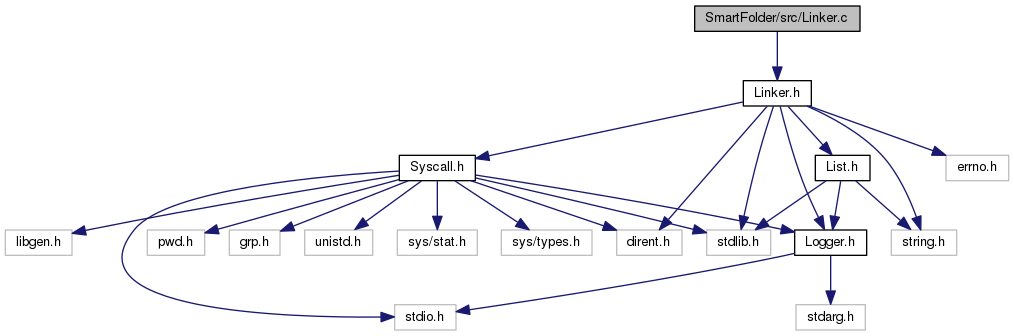 SmartFolder/src/Linker.c
Linker.h
Syscall.h
List.h
errno.h
libgen.h
pwd.h
grp.h
unistd.h
sys/stat.h
sys/types.h
dirent.h
stdlib.h
Logger.h
string.h
stdio.h
stdarg.h